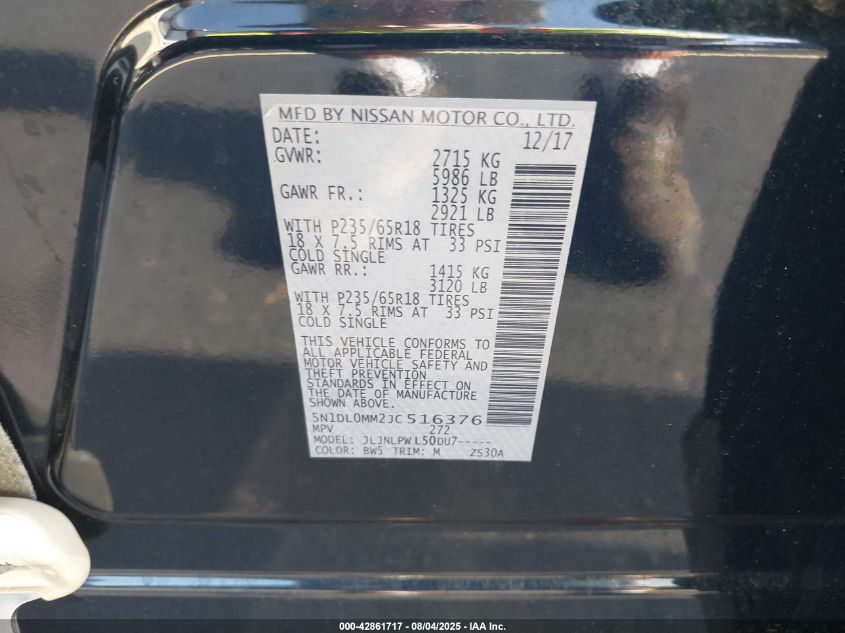 MFD BY NISSAN MOTOR CO., LTD.
DATE: 12/17
GVWR: 2715 KG
5986 LB
GAWR FR.: 1325 KG
2921 LB
WITH P235/65R18 TIRES
18 X 7.5 RIMS AT 33 PSI
COLD SINGLE
GAWR RR.: 1415 KG
3120 LB
WITH P235/65R18 TIRES
18 X 7.5 RIMS AT 33 PSI
COLD SINGLE
THIS VEHICLE CONFORMS TO
ALL APPLICABLE FEDERAL
MOTOR VEHICLE SAFETY AND
THEFT PREVENTION
STANDARDS IN EFFECT ON
THE DATE OF MANUFACTURE
SHOWN ABOVE.
5N1DL0MM2JC516376
MPV 272
MODEL: JLJNLPWL50DU7-----
COLOR: BW5 TRIM: M ZS30A
000-42861717 - 08/04/2025 - IAA Inc.